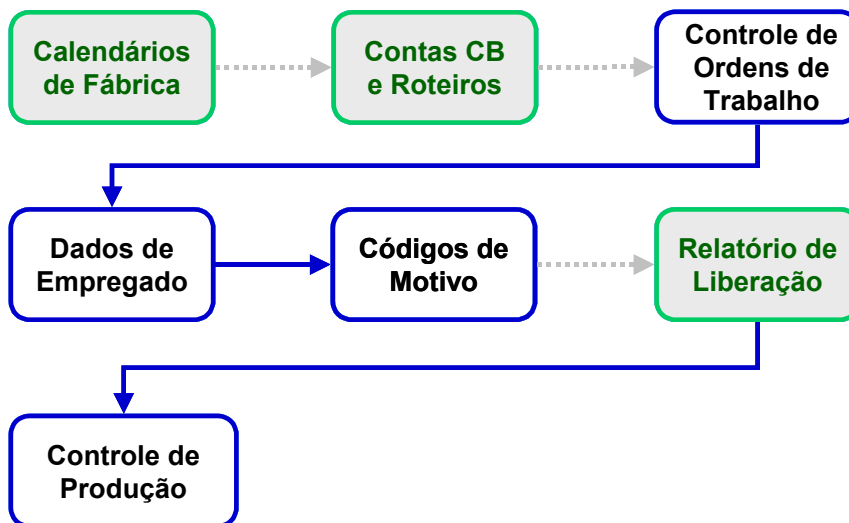 Calendários
de Fábrica
Contas CB
e Roteiros
Controle de
Ordens de
Trabalho
Dados de
Empregado
Códigos de
Motivo
Relatório de
Liberação
Controle de
Produção